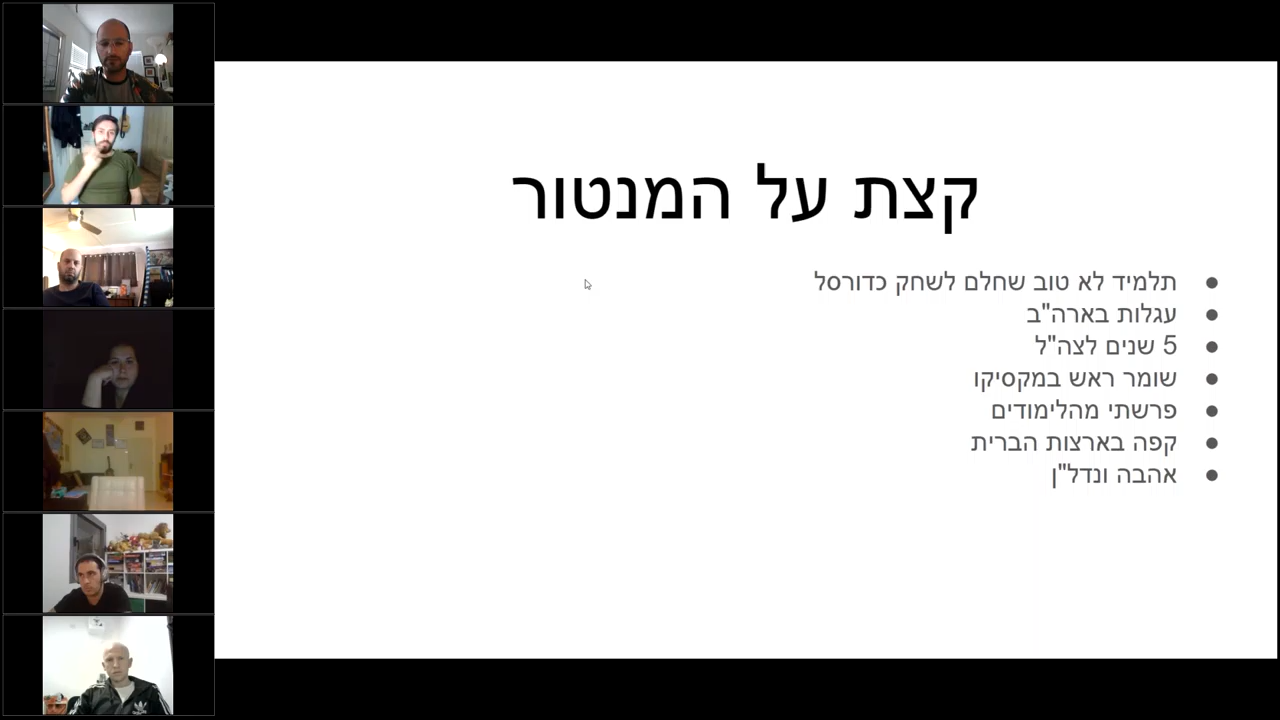 קצת על המנטור
● תלמיד לא טוב שחלם לשחק כדורסל
● עגלות בארה"ב
● 5 שנים לצה"ל
● שומר ראש במקסיקו
● פרשתי מהלימודים
● קפה בארצות הברית
● אהבה ונדל"ן